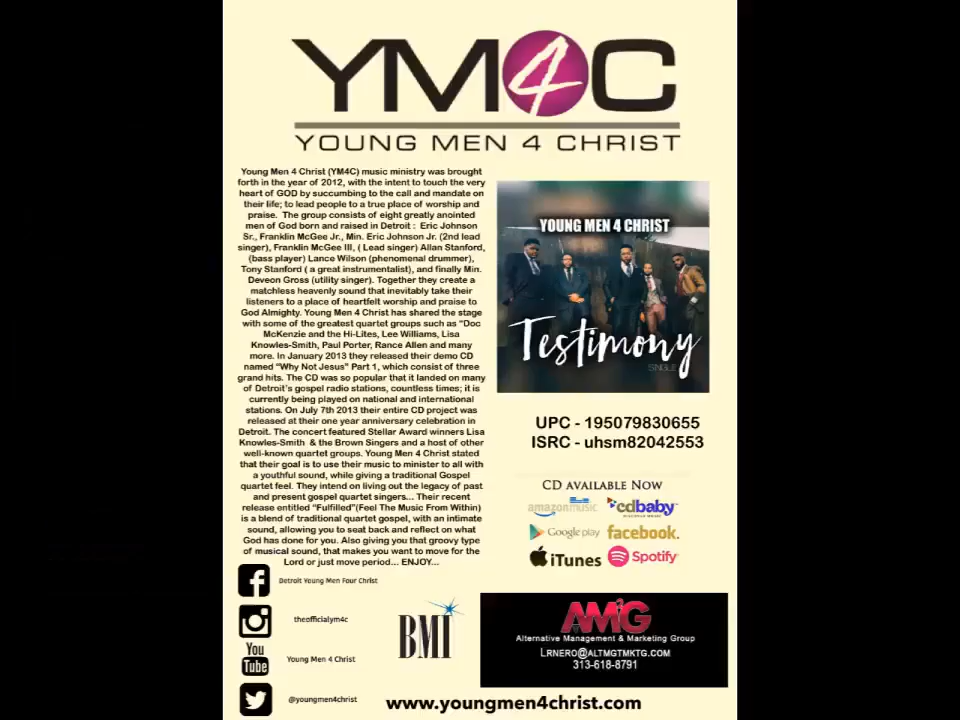 YM4C
YOUNG MEN 4 CHRIST
Young Men 4 Christ (YM4C) music ministry was brought
forth in the year of 2012, with the intent to touch the very
heart of GOD by succumbing to the call and mandate on
their life; to lead people to a true place of worship and
praise. The group consists of eight greatly anointed
men of God born and raised in Detroit : Eric Johnson
Sr., Franklin McGee Jr., Min. Eric Johnson Jr. (2nd lead
singer), Franklin McGee III, ( Lead singer) Allan Stanford,
(bass player) Lance Wilson (phenomenal drummer),
Tony Stanford ( a great instrumentalist), and finally Min.
Deveon Gross (utility singer). Together they create a
matchless heavenly sound that inevitably take their
listeners to a place of heartfelt worship and praise to
God Almighty. Young Men 4 Christ has shared the stage
with some of the greatest quartet groups such as “Doc
McKenzie and the Hi-Lites, Lee Williams, Lisa
Knowles-Smith, Paul Porter, Rance Allen and many
more. In January 2013 they released their demo CD
named “Why Not Jesus” Part 1, which consist of three
grand hits. The CD was so popular that it landed on many
of Detroit’s gospel radio stations, countless times; it is
currently being played on national and international
stations. On July 7th 2013 their entire CD project was
released at their one year anniversary celebration in
Detroit. The concert featured Stellar Award winners Lisa
Knowles-Smith & the Brown Singers and a host of other
well-known quartet groups. Young Men 4 Christ stated
that their goal is to use their music to minister to all with
a youthful sound, while giving a traditional Gospel
quartet feel. They intend on living out the legacy of past
and present gospel quartet singers... Their recent
release entitled “Fulfilled”(Feel The Music From Within)
is a blend of traditional quartet gospel, with an intimate
sound, allowing you to seat back and reflect on what
God has done for you. Also giving you that groovy type
of musical sound, that makes you want to move for the
Lord or just move period... ENJOY...
YOUNG MEN 4 CHRIST
Testimony
SINGLE
UPC - 195079830655
ISRC - uhsm82042553
CD AVAILABLE NOW
amazon music
cdbaby
Google play
facebook.
iTunes
Spotify
Detroit Young Men Four Christ
theofficialym4c
You
Tube
Young Men 4 Christ
@youngmen4christ
BMI
AM2G
Alternative Management & Marketing Group
LRNERO@ALTMGTMKTG.COM
313-618-8791
www.youngmen4christ.com